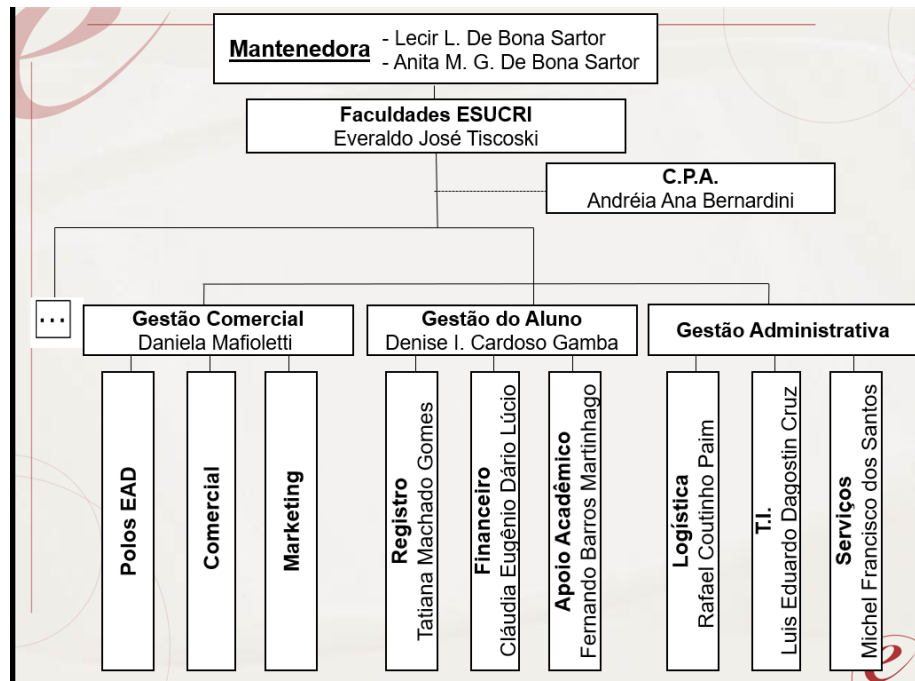 Mantenedora
- Lecir L. De Bona Sartor
- Anita M. G. De Bona Sartor
Faculdades ESUCRI
Everaldo José Tiscoski
C.P.A.
Andréia Ana Bernardini
...
Gestão Comercial
Daniela Mafioletti
Gestão do Aluno
Denise I. Cardoso Gamba
Gestão Administrativa
Polos EAD
Comercial
Marketing
Registro
Tatiana Machado Gomes
Financeiro
Cláudia Eugênio Dário Lúcio
Apoio Acadêmico
Fernando Barros Martinhago
Logística
Rafael Coutinho Paim
T.I.
Luis Eduardo Dagostin Cruz
Serviços
Michel Francisco dos Santos